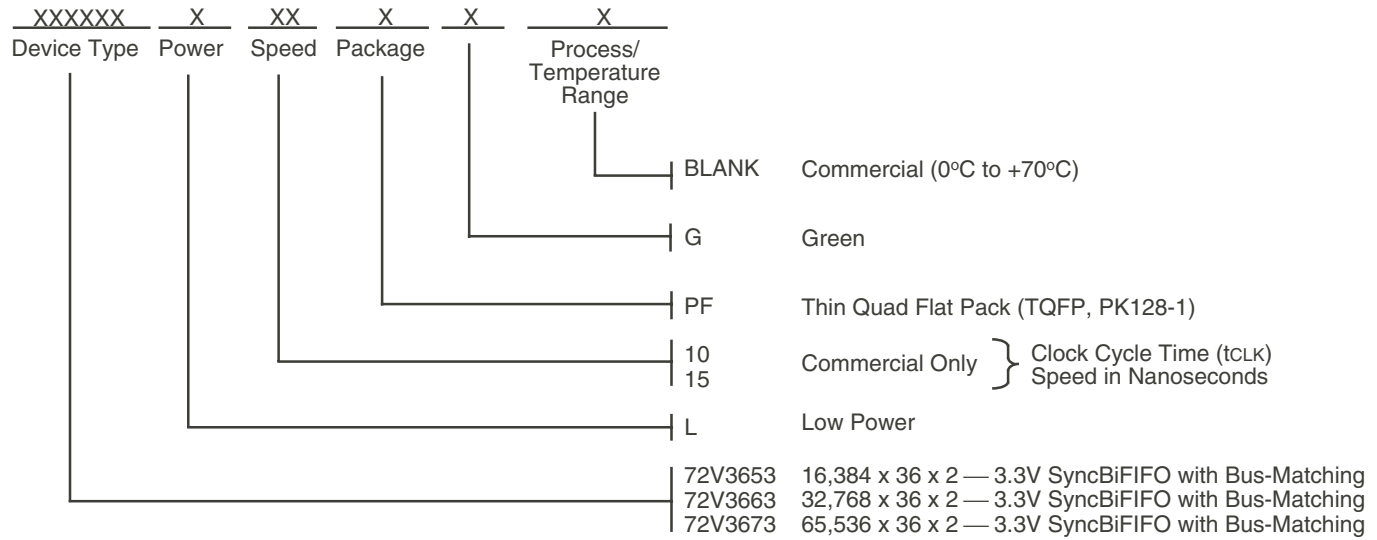 XXXXXX X XX X X X
Device Type Power Speed Package Process/
Temperature
Range
BLANK Commercial (0°C to +70°C)
G Green
PF Thin Quad Flat Pack (TQFP, PK128-1)
10
15
Commercial Only
Clock Cycle Time (tCLK)
Speed in Nanoseconds
L Low Power
72V3653 16,384 x 36 x 2 — 3.3V SyncBiFIFO with Bus-Matching
72V3663 32,768 x 36 x 2 — 3.3V SyncBiFIFO with Bus-Matching
72V3673 65,536 x 36 x 2 — 3.3V SyncBiFIFO with Bus-Matching